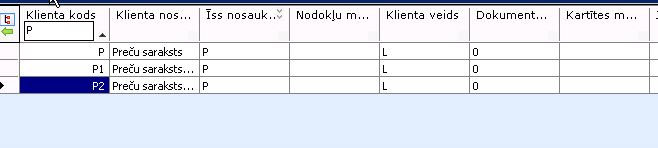 Klienta kods Klienta nos... Īss nosauk... Nodokļu m... Klienta veids Dokument... Kartītes m...
P
P Preču saraksts P L 0
P1 Preču saraksts... P L 0
P2 Preču saraksts... P L 0